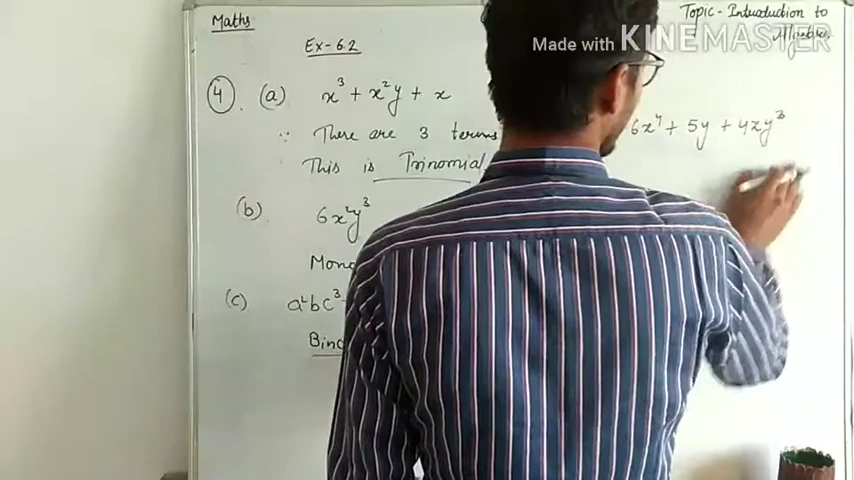 Maths
Topic - Introduction to
Algebra
Ex - 6.2
Made with KINEMASTER
④ (a) x³ + x²y + x
∵ There are 3 terms
This is Trinomial
6x⁴ + 5y + 4xy³
(b) 6x²y³
(c) a²bc³